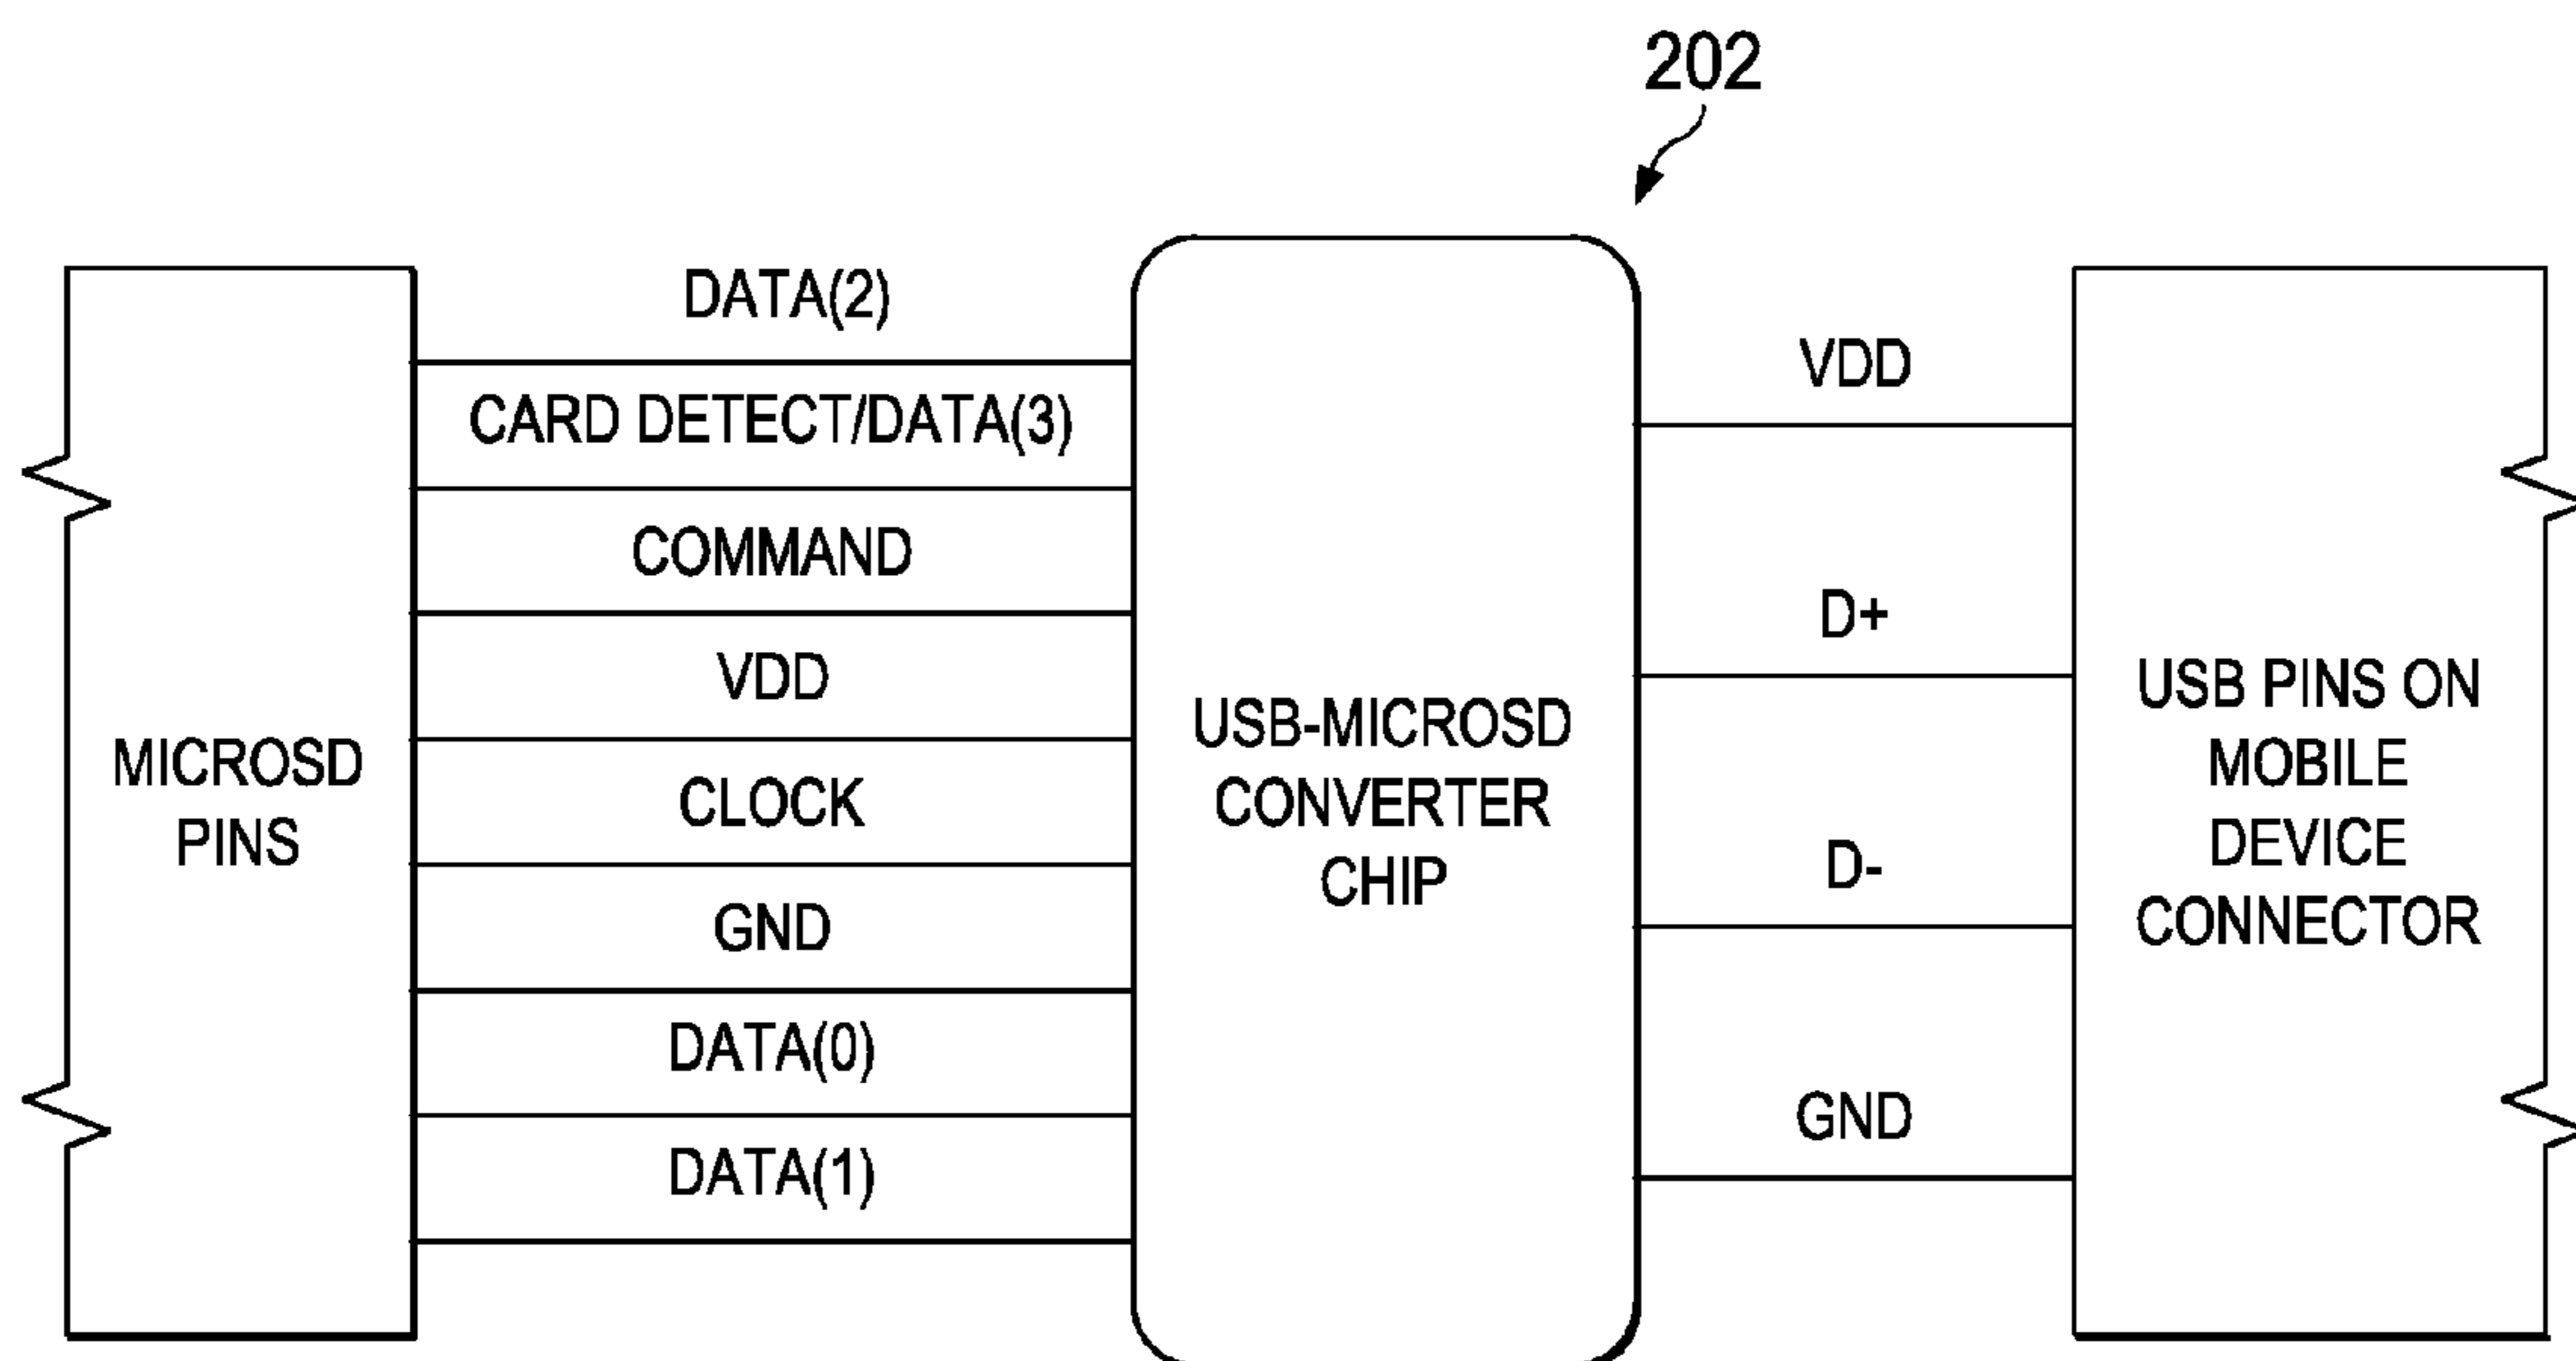 202
MICROSD
PINS
DATA(2)
CARD DETECT/DATA(3)
COMMAND
VDD
CLOCK
GND
DATA(0)
DATA(1)
USB-MICROSD
CONVERTER
CHIP
VDD
D+
D-
GND
USB PINS ON
MOBILE
DEVICE
CONNECTOR